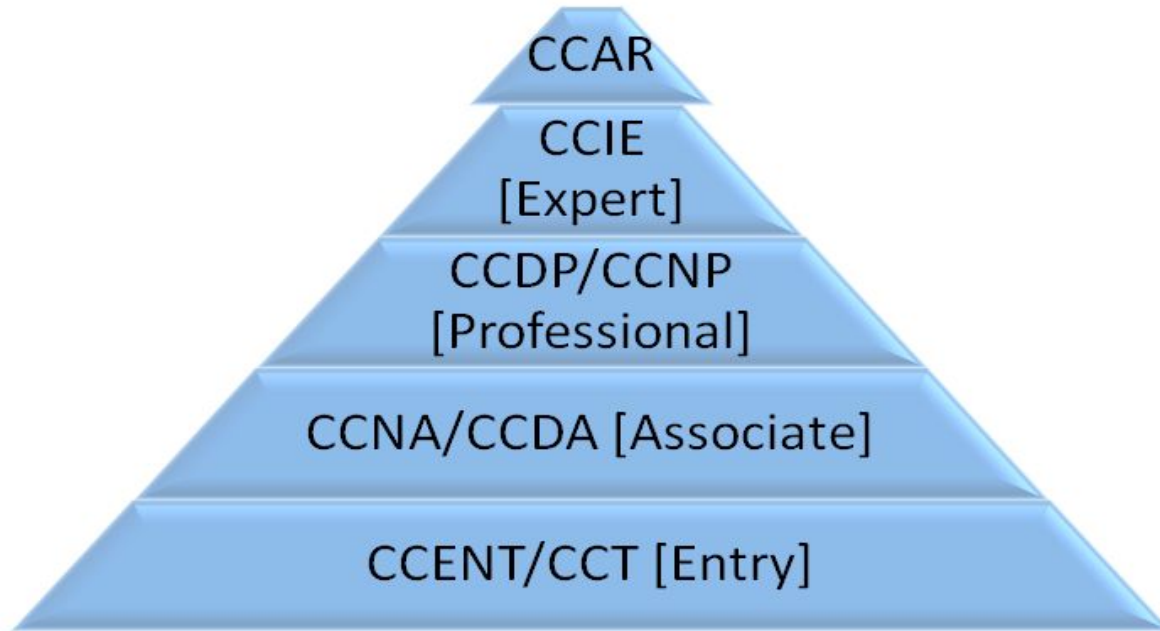 CCAR
CCIE
[Expert]
CCDP/CCNP
[Professional]
CCNA/CCDA [Associate]
CCENT/CCT [Entry]